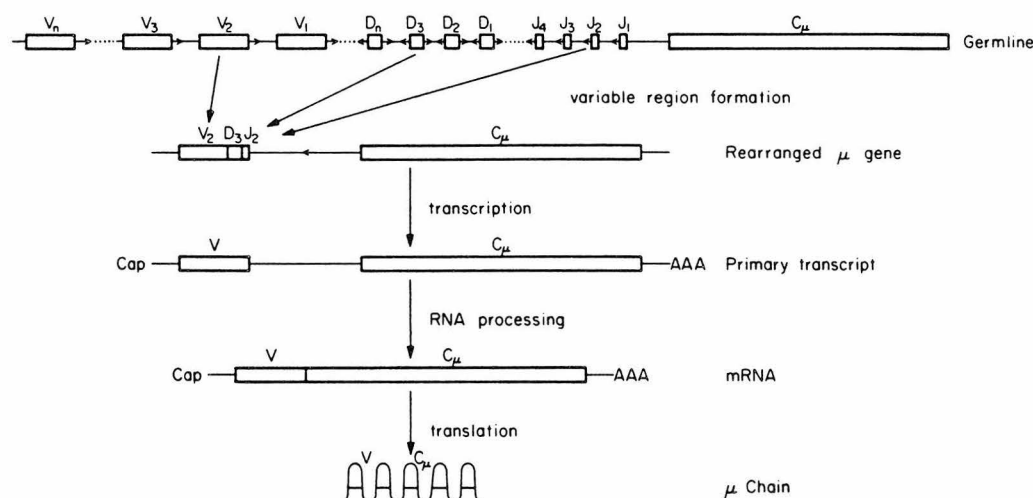 Vn V3 V2 V1 Dn D3 D2 D1 J4 J3 J2 J1 Cμ
Germline
variable region formation
V2 D3 J2 Cμ
Rearranged μ gene
transcription
V Cμ
Cap AAA Primary transcript
RNA processing
V Cμ
Cap AAA mRNA
translation
V Cμ
μ Chain